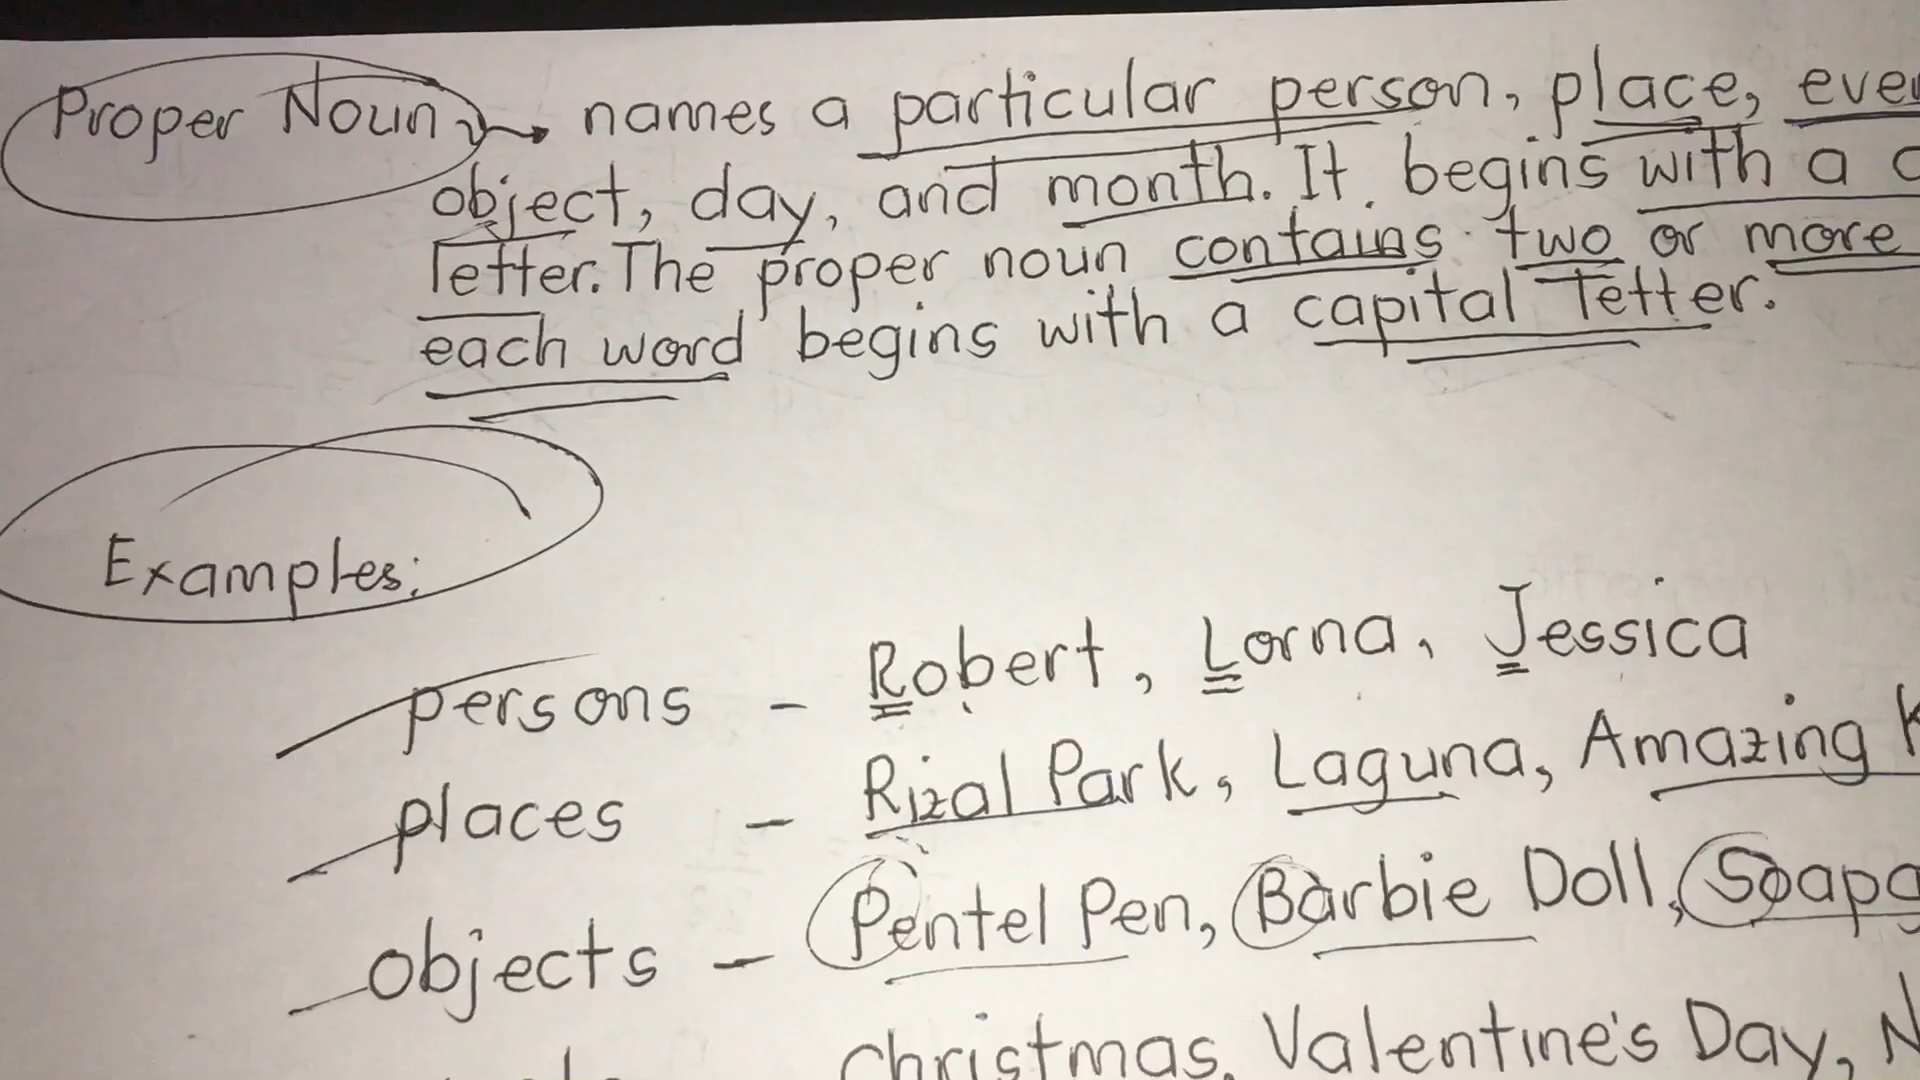 Proper Noun → names a particular person, place,
object, day, and month. It begins with a
letter. The proper noun contains two or more
each word begins with a capital letter.
Examples:
persons - Robert, Lorna, Jessica
places - Rizal Park, Laguna, Amazing
objects - Pentel Pen, Barbie Doll,
Christmas, Valentine's Day,